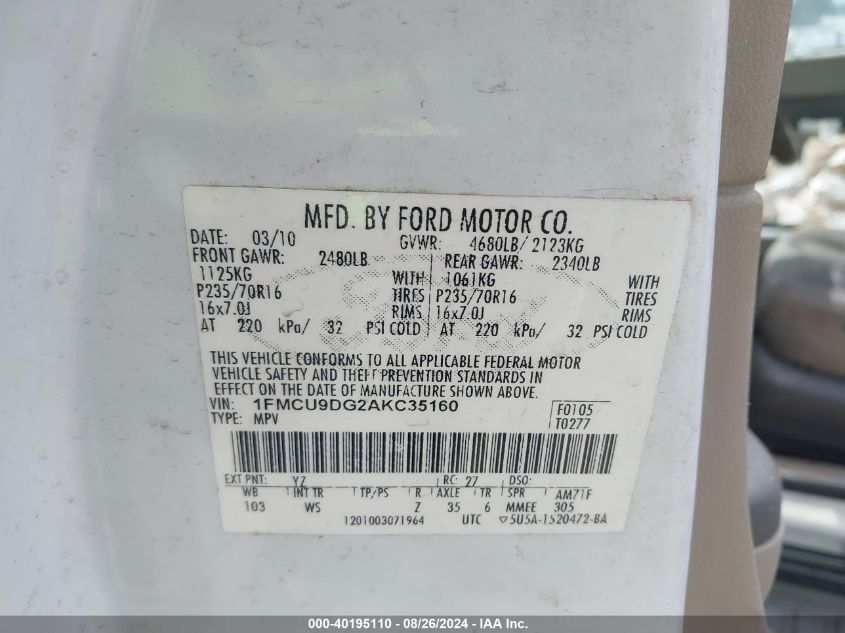 MFD. BY FORD MOTOR CO.
DATE: 03/10 GVWR: 4680LB/ 2123KG
FRONT GAWR: 2480LB REAR GAWR: 2340LB
1125KG WITH 1061KG WITH
P235/70R16 TIRES P235/70R16 TIRES
16x7.0J RIMS 16x7.0J RIMS
AT 220 kPa/ 32 PSI COLD AT 220 kPa/ 32 PSI COLD
THIS VEHICLE CONFORMS TO ALL APPLICABLE FEDERAL MOTOR
VEHICLE SAFETY AND THEFT PREVENTION STANDARDS IN
EFFECT ON THE DATE OF MANUFACTURE SHOWN ABOVE.
VIN: 1FMCU9DG2AKC35160 F0105
TYPE: MPV T0277
EXT PNT: YZ RC: 27 DSO:
WB INT TR TP/PS R AXLE TR SPR AM71F
103 WS Z 35 6 MMEE 305
1201003071964 UTC ▽5U5A-1520472-BA
000-40195110 - 08/26/2024 - IAA Inc.